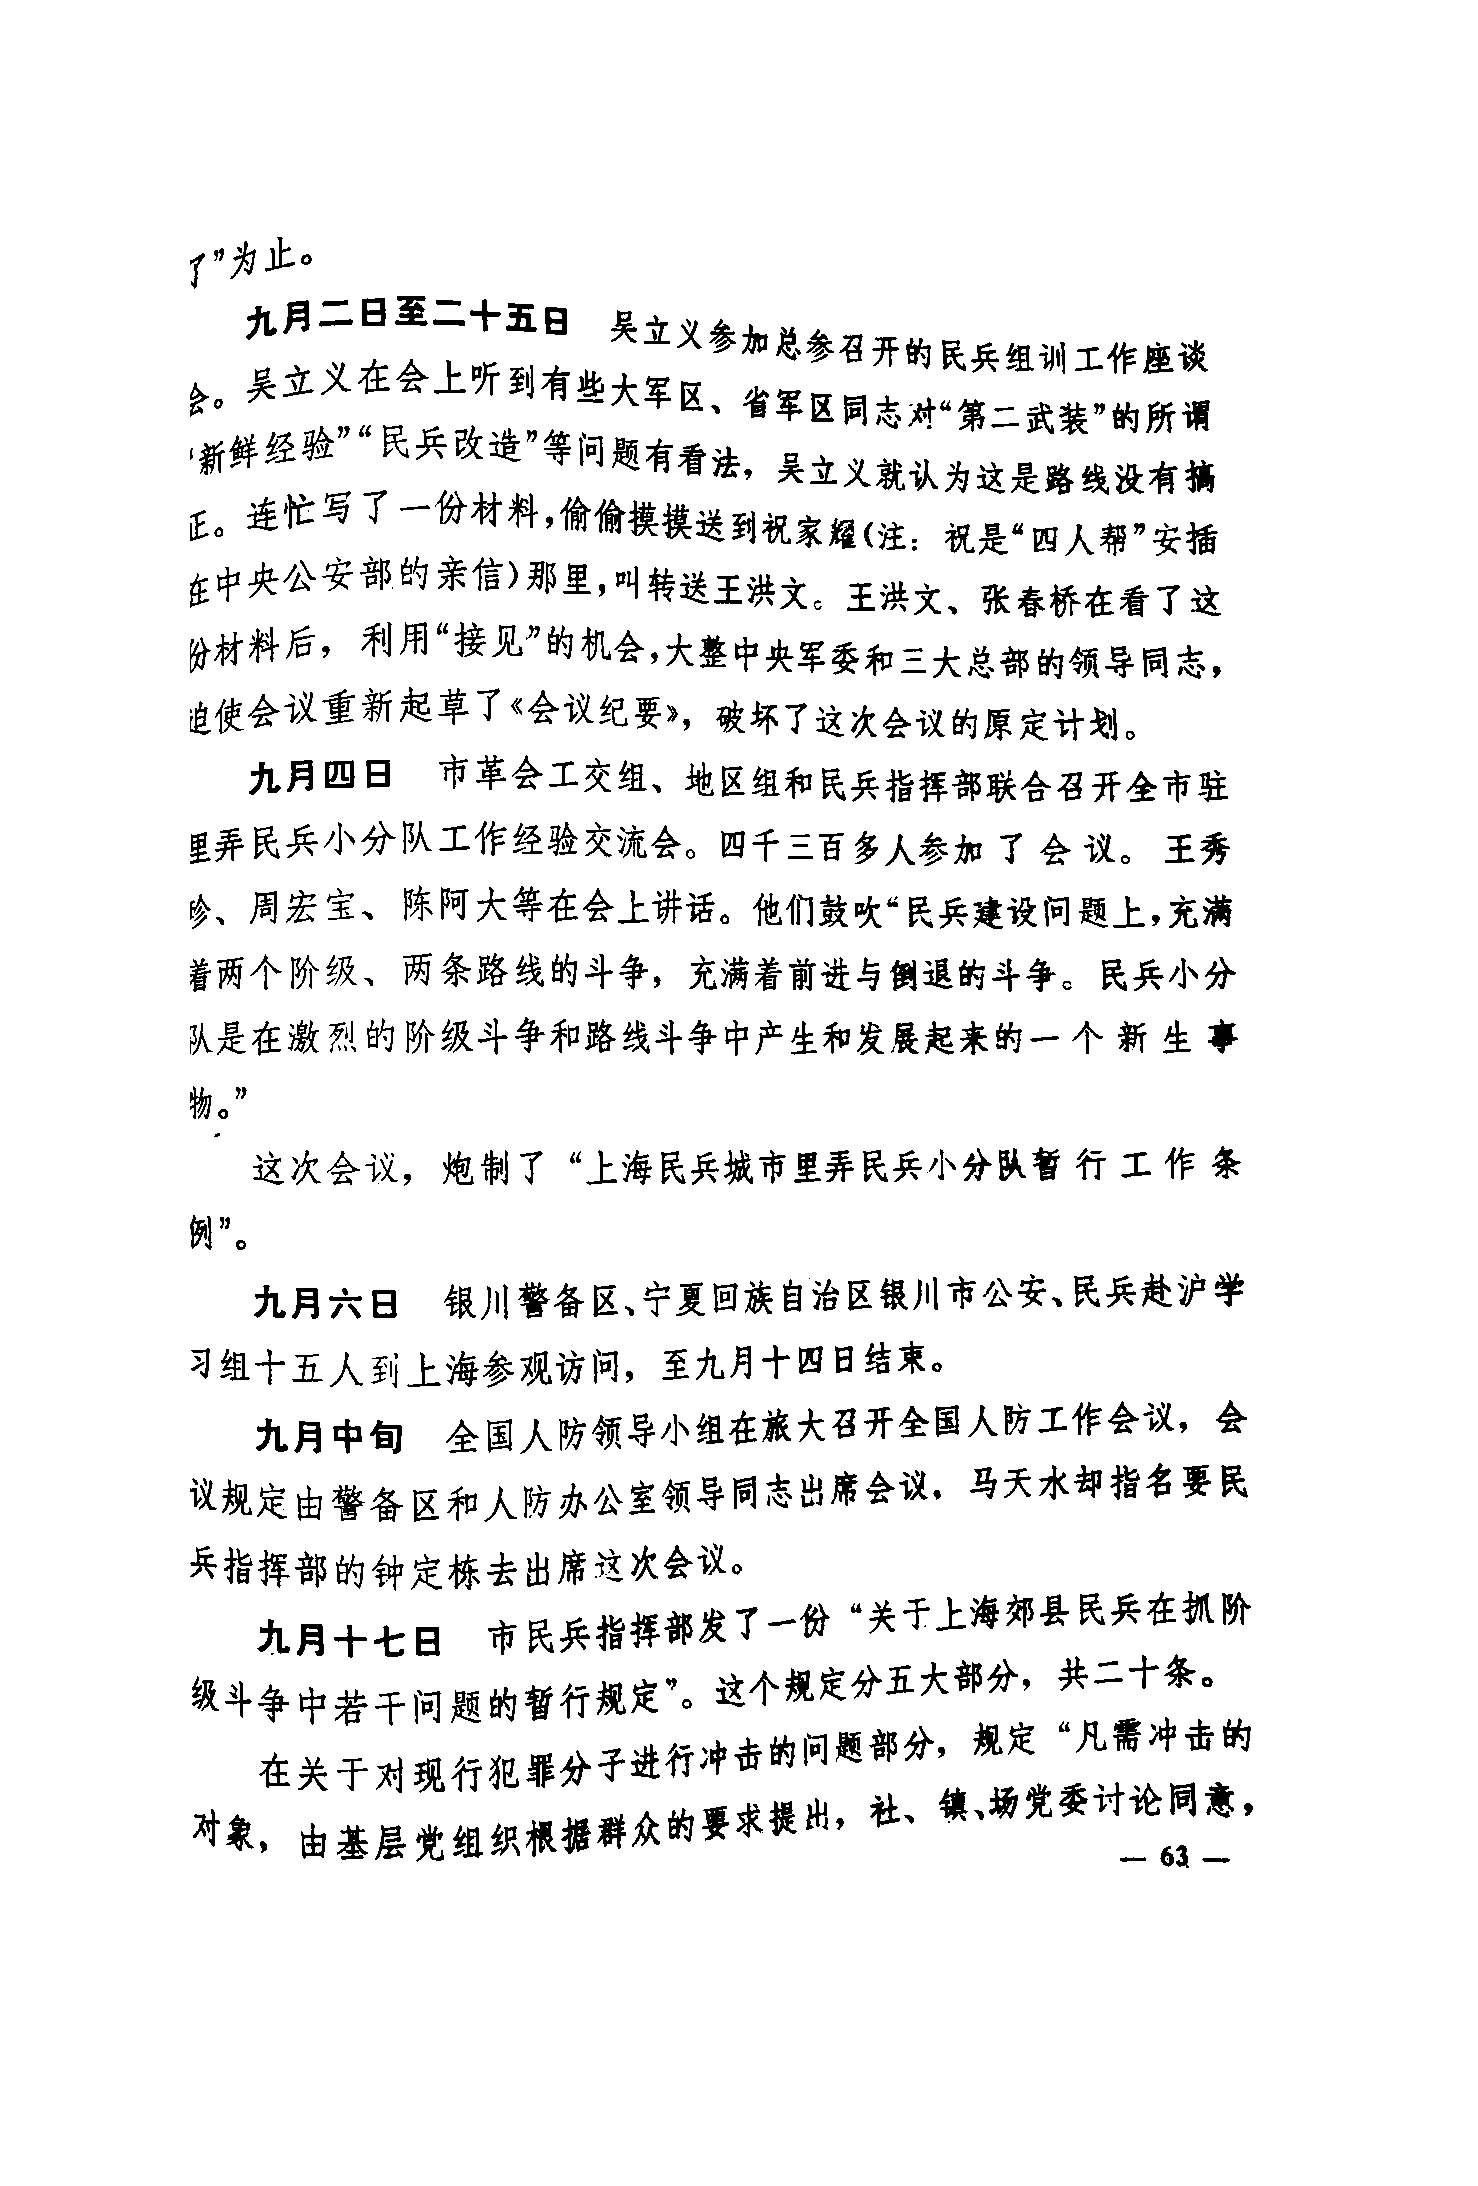 了”为止。
九月二日至二十五日　吴立义参加总参召开的民兵组训工作座谈
会。吴立义在会上听到有些大军区、省军区同志对“第二武装”的所谓
“新鲜经验”“民兵改造”等问题有看法，吴立义就认为这是路线没有搞
正。连忙写了一份材料，偷偷摸摸送到祝家耀（注：祝是“四人帮”安插
在中央公安部的亲信）那里，叫转送王洪文。王洪文、张春桥在看了这
份材料后，利用“接见”的机会，大整中央军委和三大总部的领导同志，
迫使会议重新起草了《会议纪要》，破坏了这次会议的原定计划。
九月四日　市革会工交组、地区组和民兵指挥部联合召开全市驻
里弄民兵小分队工作经验交流会。四千三百多人参加了会议。王秀
珍、周宏宝、陈阿大等在会上讲话。他们鼓吹“民兵建设问题上，充满
着两个阶级、两条路线的斗争，充满着前进与倒退的斗争。民兵小分
队是在激烈的阶级斗争和路线斗争中产生和发展起来的一个新生事
物。”
这次会议，炮制了“上海民兵城市里弄民兵小分队暂行工作条
例”。
九月六日　银川警备区、宁夏回族自治区银川市公安、民兵赴沪学
习组十五人到上海参观访问，至九月十四日结束。
九月中旬　全国人防领导小组在旅大召开全国人防工作会议，会
议规定由警备区和人防办公室领导同志出席会议，马天水却指名要民
兵指挥部的钟定栋去出席这次会议。
九月十七日　市民兵指挥部发了一份“关于上海郊县民兵在抓阶
级斗争中若干问题的暂行规定”。这个规定分五大部分，共二十条。
在关于对现行犯罪分子进行冲击的问题部分，规定“凡需冲击的
对象，由基层党组织根据群众的要求提出，社、镇、场党委讨论同意，
— 63 —